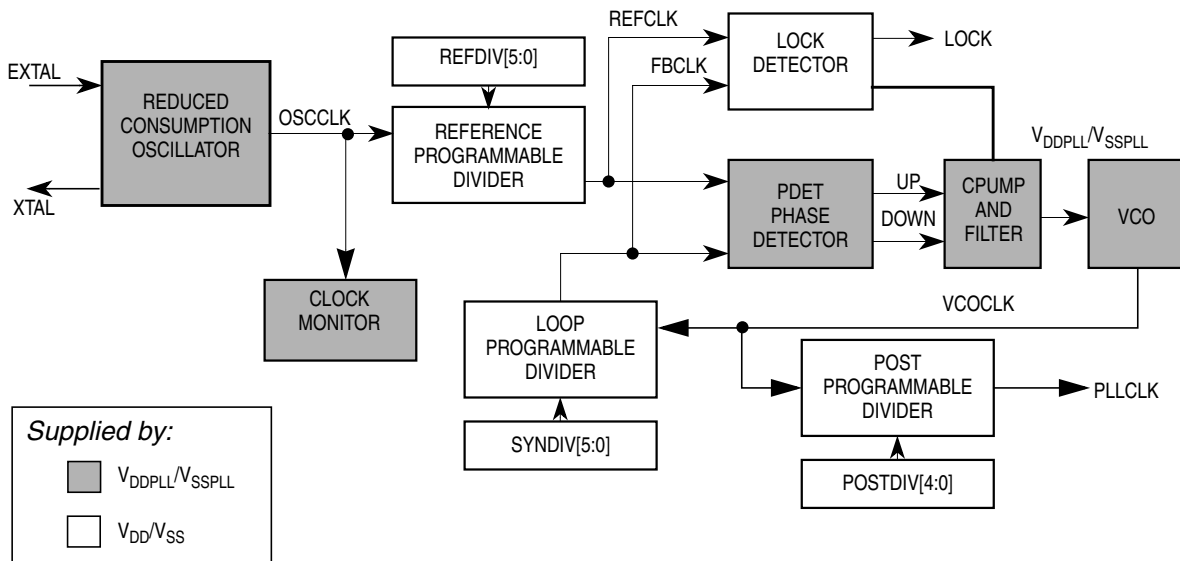 EXTAL
XTAL
REDUCED
CONSUMPTION
OSCILLATOR
OSCCLK
REFDIV[5:0]
REFERENCE
PROGRAMMABLE
DIVIDER
REFCLK
FBCLK
LOCK
DETECTOR
LOCK
CLOCK
MONITOR
PDET
PHASE
DETECTOR
UP
DOWN
CPUMP
AND
FILTER
VDDPLL/VSSPLL
VCO
VCOCLK
LOOP
PROGRAMMABLE
DIVIDER
SYNDIV[5:0]
POST
PROGRAMMABLE
DIVIDER
PLLCLK
POSTDIV[4:0]
Supplied by:
VDDPLL/VSSPLL
VDD/VSS